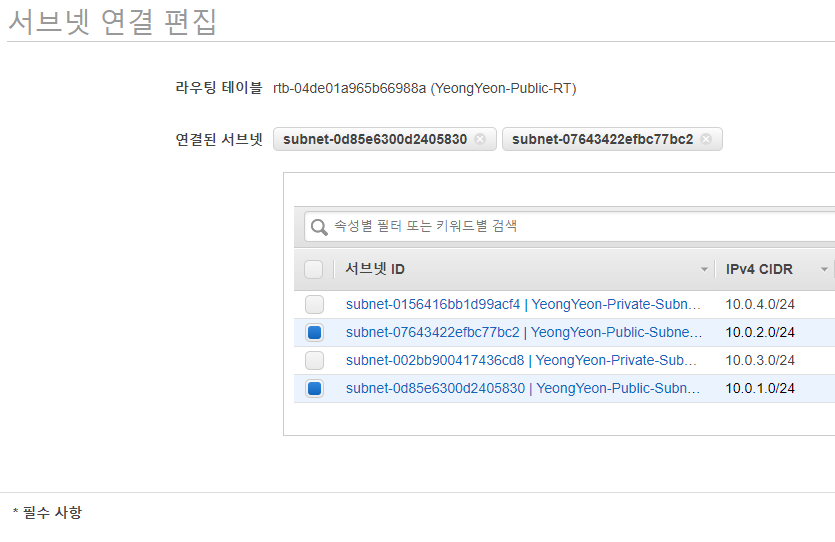 서브넷 연결 편집
라우팅 테이블 rtb-04de01a965b66988a (YeongYeon-Public-RT)
연결된 서브넷 subnet-0d85e6300d2405830 subnet-07643422efbc77bc2
속성별 필터 또는 키워드별 검색
서브넷 ID IPv4 CIDR
subnet-0156416bb1d99acf4 | YeongYeon-Private-Subn... 10.0.4.0/24
subnet-07643422efbc77bc2 | YeongYeon-Public-Subne... 10.0.2.0/24
subnet-002bb900417436cd8 | YeongYeon-Private-Sub... 10.0.3.0/24
subnet-0d85e6300d2405830 | YeongYeon-Public-Subn... 10.0.1.0/24
* 필수 사항